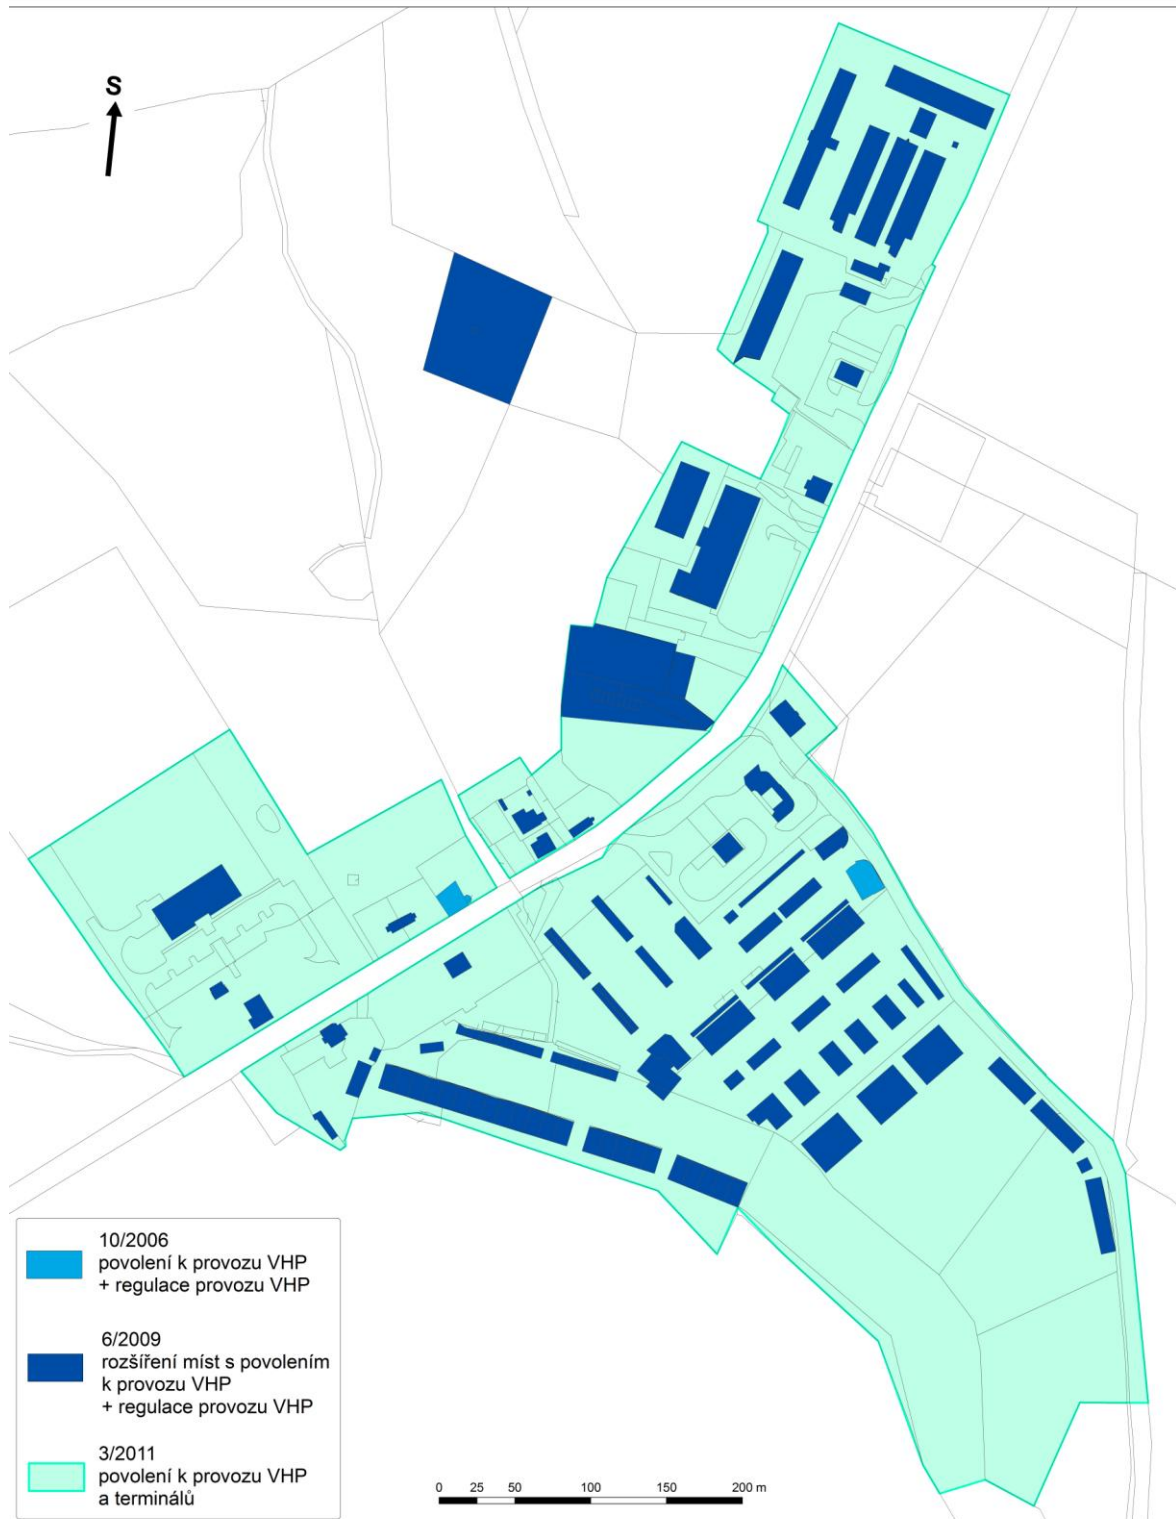 S
10/2006
povolení k provozu VHP
+ regulace provozu VHP
6/2009
rozšíření míst s povolením
k provozu VHP
+ regulace provozu VHP
3/2011
povolení k provozu VHP
a terminálů
0 25 50 100 150 200 m